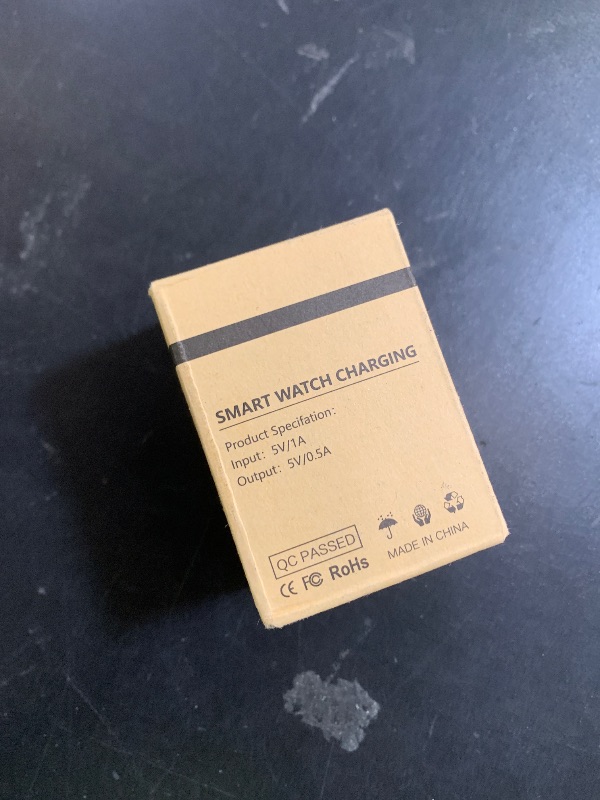 SMART WATCH CHARGING
Product Specifation:
Input: 5V/1A
Output: 5V/0.5A
QC PASSED
CE FC RoHs
MADE IN CHINA